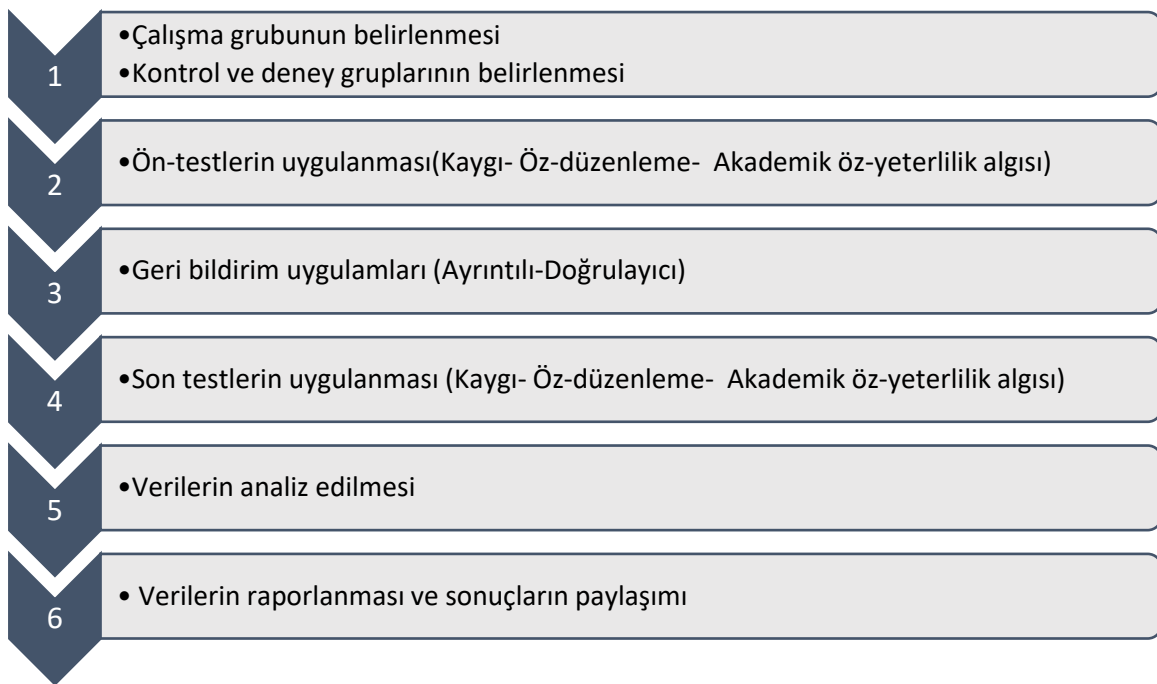 1
•Çalışma grubunun belirlenmesi
•Kontrol ve deney gruplarının belirlenmesi
2
•Ön-testlerin uygulanması(Kaygı- Öz-düzenleme- Akademik öz-yeterlilik algısı)
3
•Geri bildirim uygulamları (Ayrıntılı-Doğrulayıcı)
4
•Son testlerin uygulanması (Kaygı- Öz-düzenleme- Akademik öz-yeterlilik algısı)
5
•Verilerin analiz edilmesi
6
• Verilerin raporlanması ve sonuçların paylaşımı